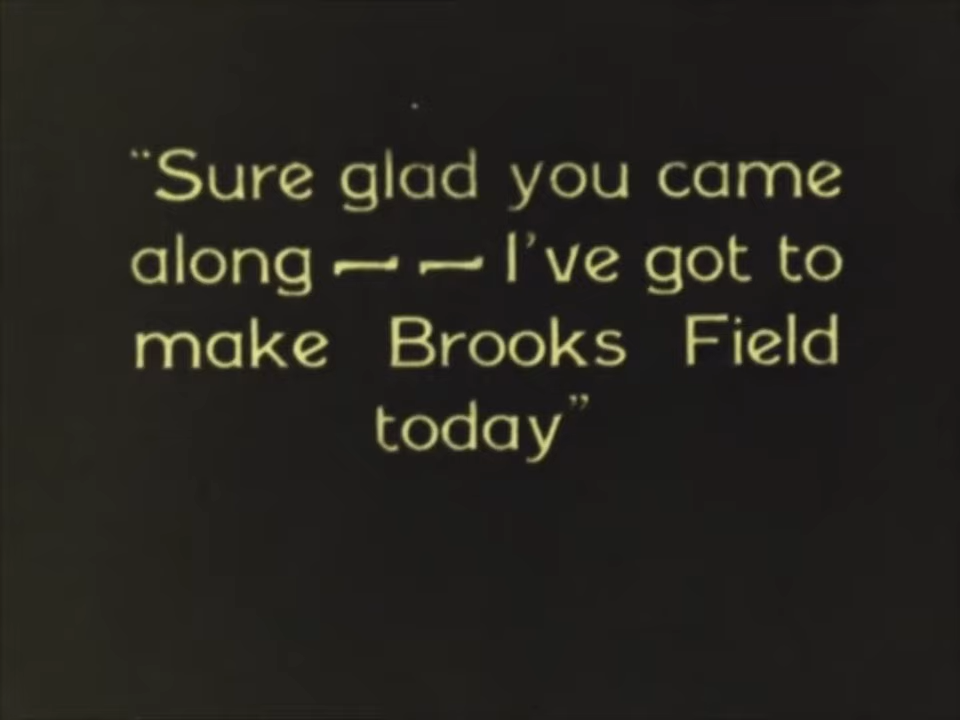 "Sure glad you came
along — — I've got to
make Brooks Field
today"